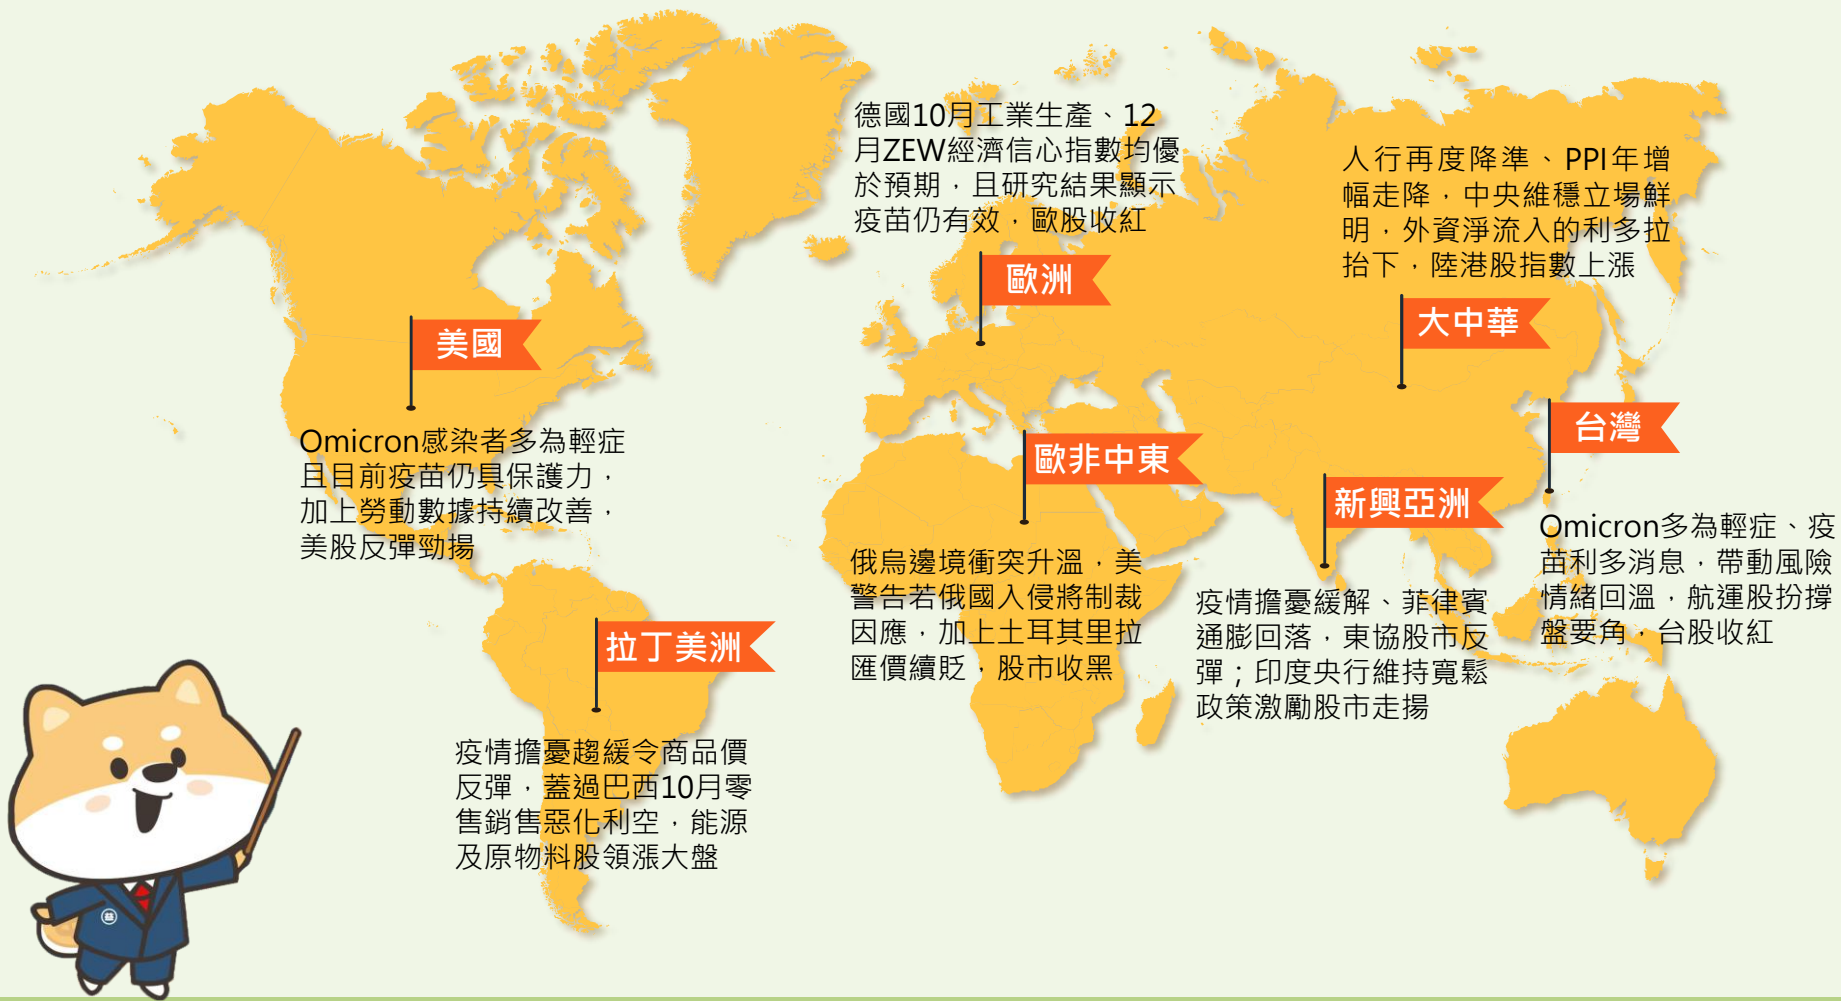 德國10月工業生產、12
月ZEW經濟信心指數均優
於預期，且研究結果顯示
疫苗仍有效，歐股收紅
歐洲
人行再度降準、PPI年增
幅走降，中央維穩立場鮮
明，外資淨流入的利多拉
抬下，陸港股指數上漲
大中華
美國
Omicron感染者多為輕症
且目前疫苗仍具保護力，
加上勞動數據持續改善，
美股反彈勁揚
台灣
Omicron多為輕症、疫
苗利多消息，帶動風險
情緒回溫，航運股扮撐
盤要角，台股收紅
歐非中東
俄烏邊境衝突升溫，美
警告若俄國入侵將制裁
因應，加上土耳其里拉
匯價續貶，股市收黑
新興亞洲
疫情擔憂緩解、菲律賓
通膨回落，東協股市反
彈；印度央行維持寬鬆
政策激勵股市走揚
拉丁美洲
疫情擔憂趨緩令商品價
反彈，蓋過巴西10月零
售銷售惡化利空，能源
及原物料股領漲大盤